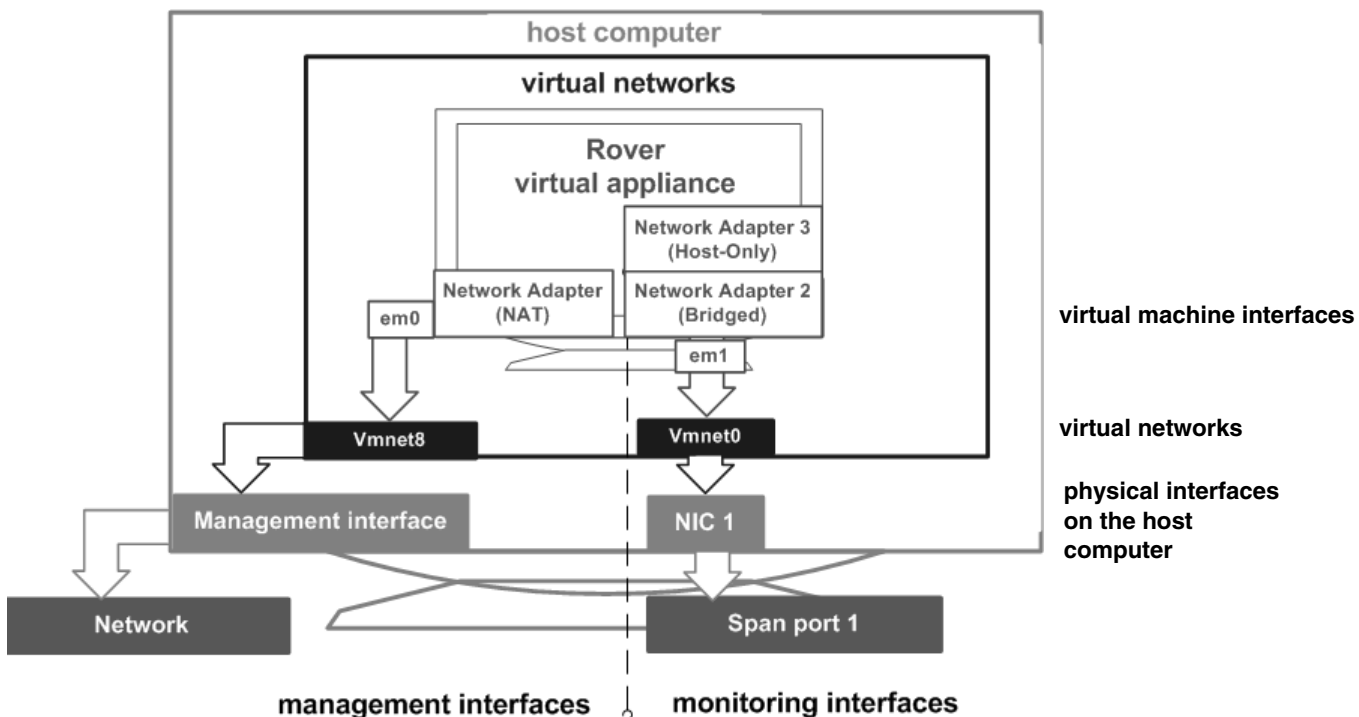 host computer
virtual networks
Rover
virtual appliance
Network Adapter 3
(Host-Only)
Network Adapter
(NAT)
Network Adapter 2
(Bridged)
em0
em1
virtual machine interfaces
Vmnet8
Vmnet0
virtual networks
Management interface
NIC 1
physical interfaces
on the host
computer
Network
Span port 1
management interfaces
monitoring interfaces